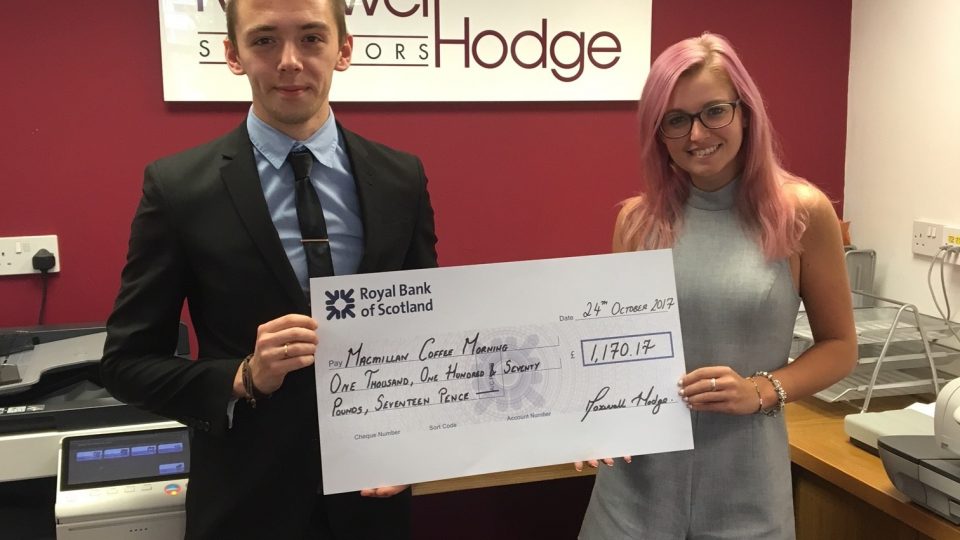 Hodge
Royal Bank
of Scotland
Date 24TH OCTOBER 2017
Pay MACMILLAN COFFEE MORNING
£ 1,170.17
ONE THOUSAND, ONE HUNDRED & SEVENTY
POUNDS, SEVENTEEN PENCE
Maxwell Hodge.
Cheque Number Sort Code Account Number